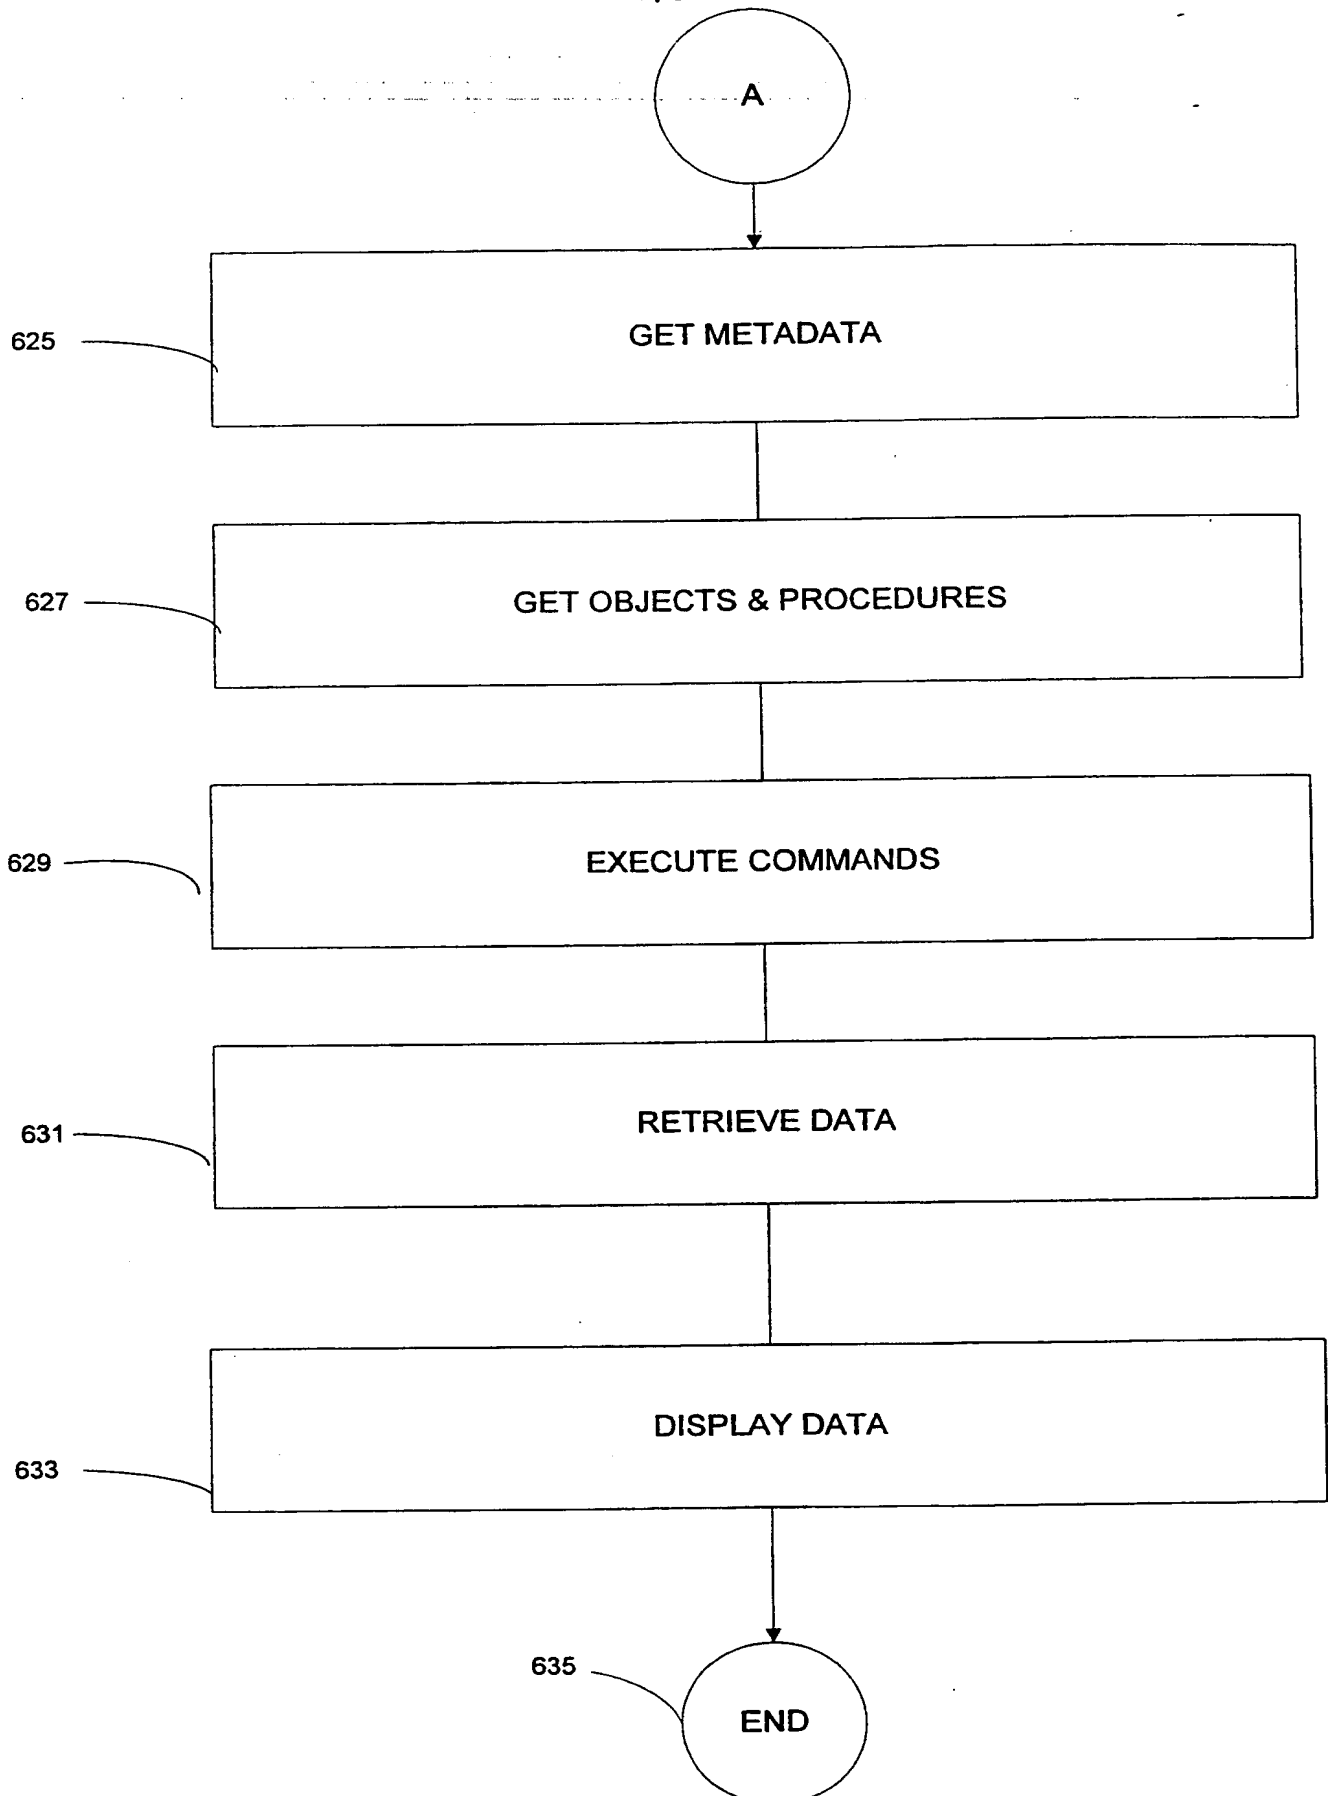 A
GET METADATA
625
GET OBJECTS & PROCEDURES
627
EXECUTE COMMANDS
629
RETRIEVE DATA
631
DISPLAY DATA
633
635
END